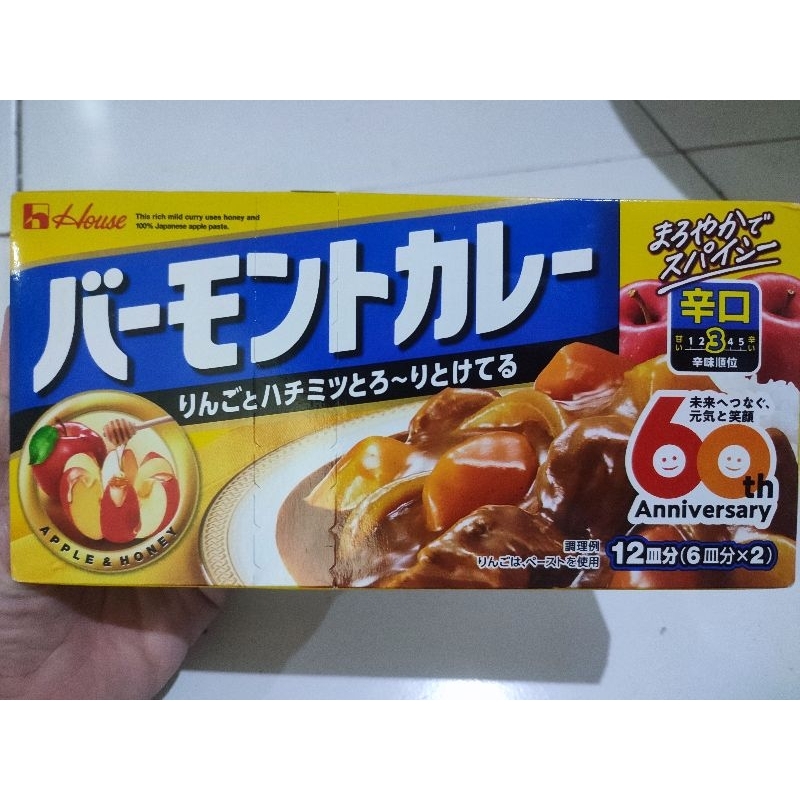 House
This rich mild curry uses honey and
100% Japanese apple paste.
バーモントカレー
りんごとハチミツとろ～りとけてる
APPLE & HONEY
まろやかで
スパイシー
辛口
甘い 1 2 3 4 5 辛い
辛味順位
未来へつなぐ、
元気と笑顔
60th
Anniversary
調理例
りんごは、ペーストを使用
12皿分(6皿分×2)